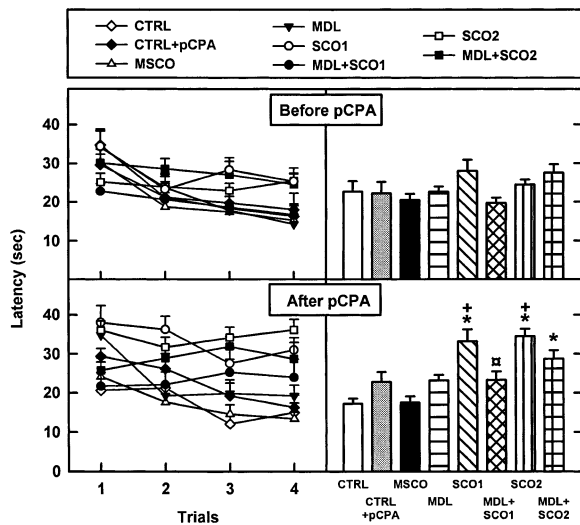 CTRL
CTRL+pCPA
MSCO
MDL
SCO1
MDL+SCO1
SCO2
MDL+SCO2
Before pCPA
40
30
20
10
After pCPA
40
30
20
10
0
Latency (sec)
+
*
¤
+
*
*
1 2 3 4
Trials
CTRL MSCO SCO1 SCO2
CTRL +pCPA MDL MDL+ SCO1 MDL+ SCO2